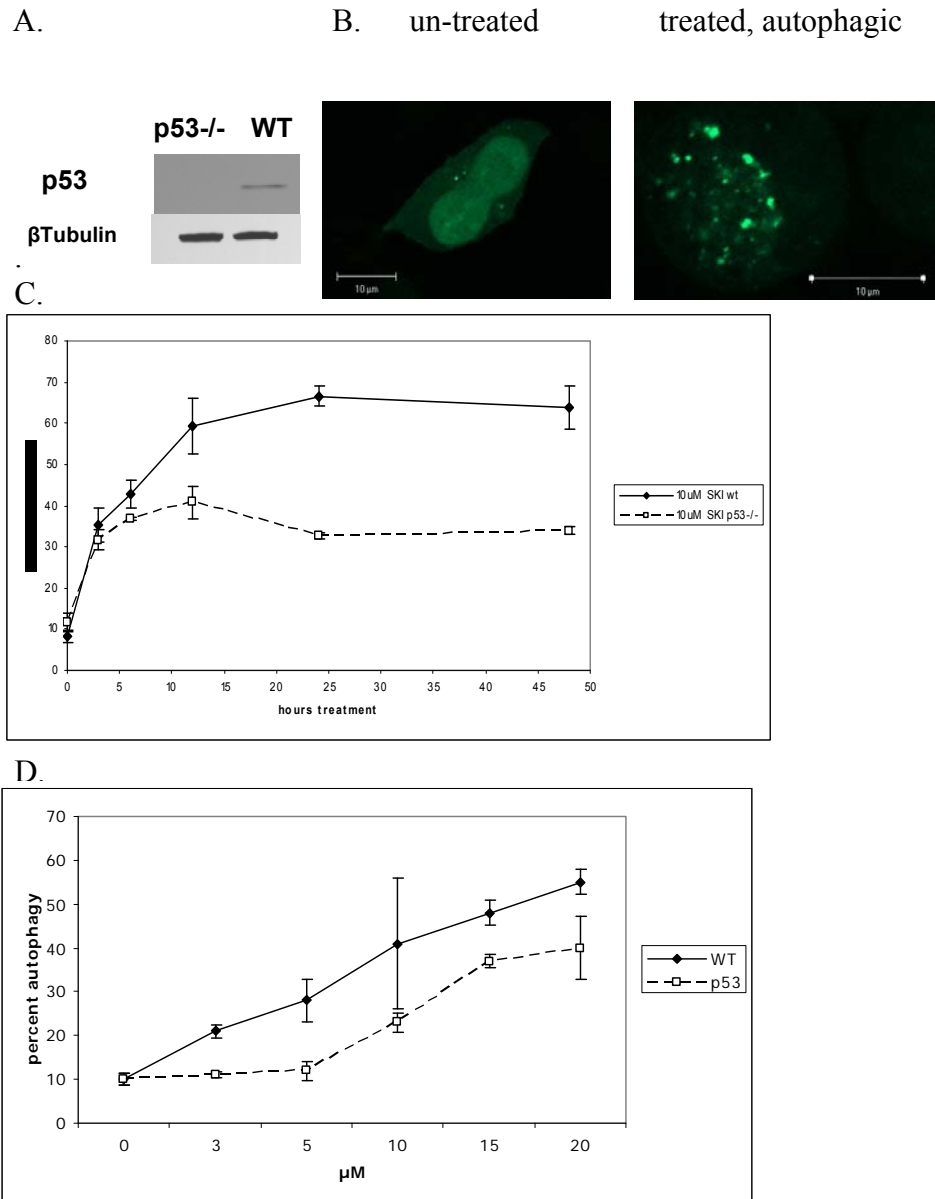 A.
B. un-treated treated, autophagic
p53-/- WT
p53
βTubulin
10 µm
10 µm
C.
80
70
60
50
40
30
20
10
0
0 5 10 15 20 25 30 35 40 45 50
hours treatment
10uM SKI wt
10uM SKI p53-/-
D.
70
60
50
40
30
20
10
0
percent autophagy
0 3 5 10 15 20
µM
WT
p53